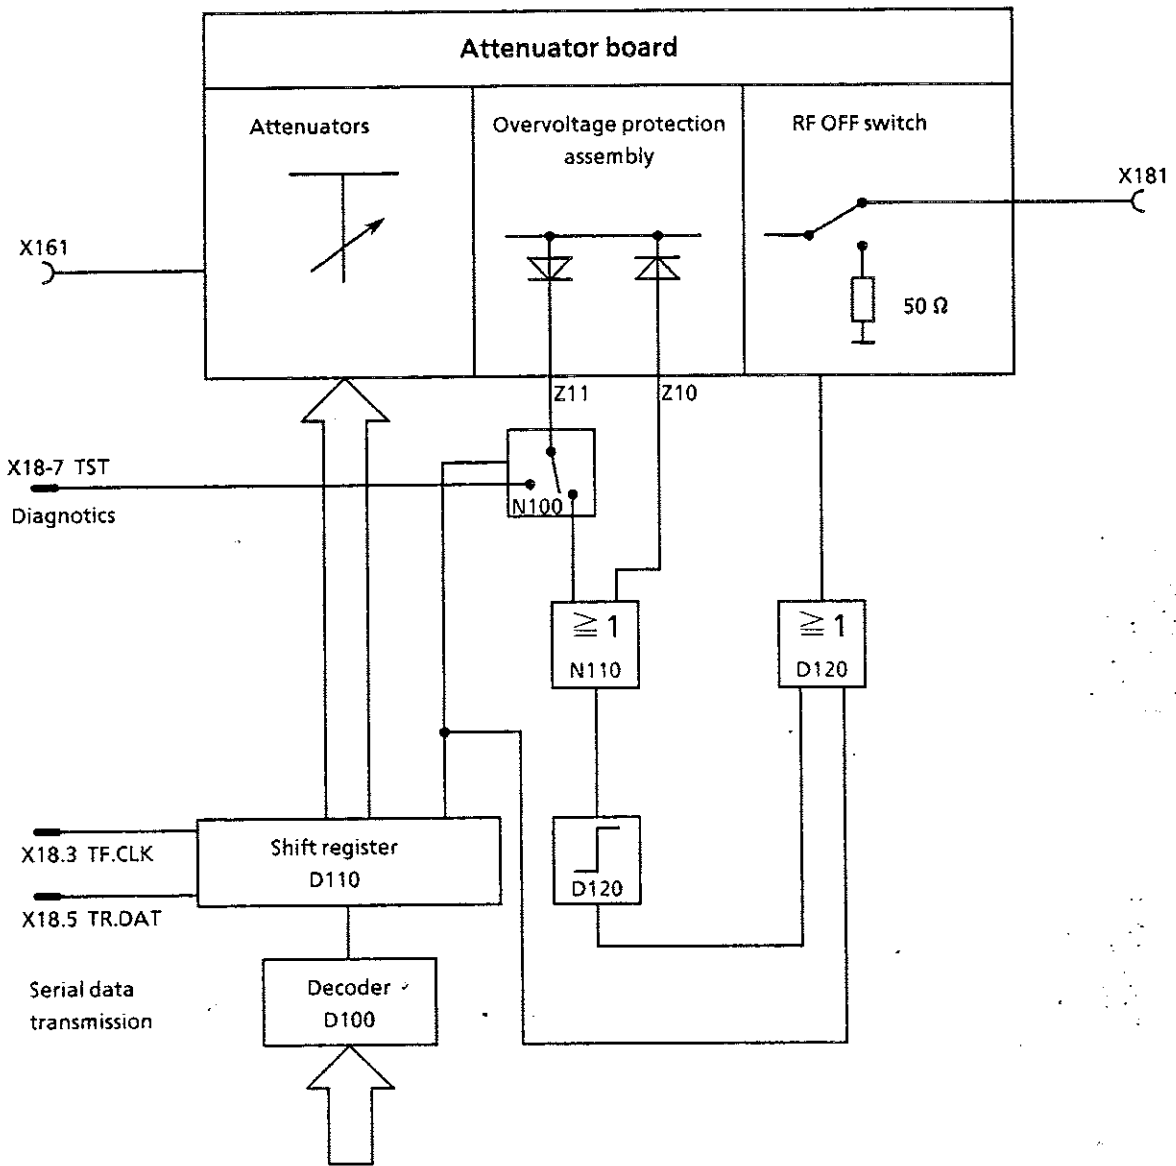 Attenuator board
Attenuators
Overvoltage protection
assembly
RF OFF switch
X181
X161
50 Ω
Z11
Z10
X18-7 TST
N100
Diagnotics
≧ 1
N110
≧ 1
D120
X18.3 TF.CLK
Shift register
D110
D120
X18.5 TR.DAT
Serial data
transmission
Decoder
D100